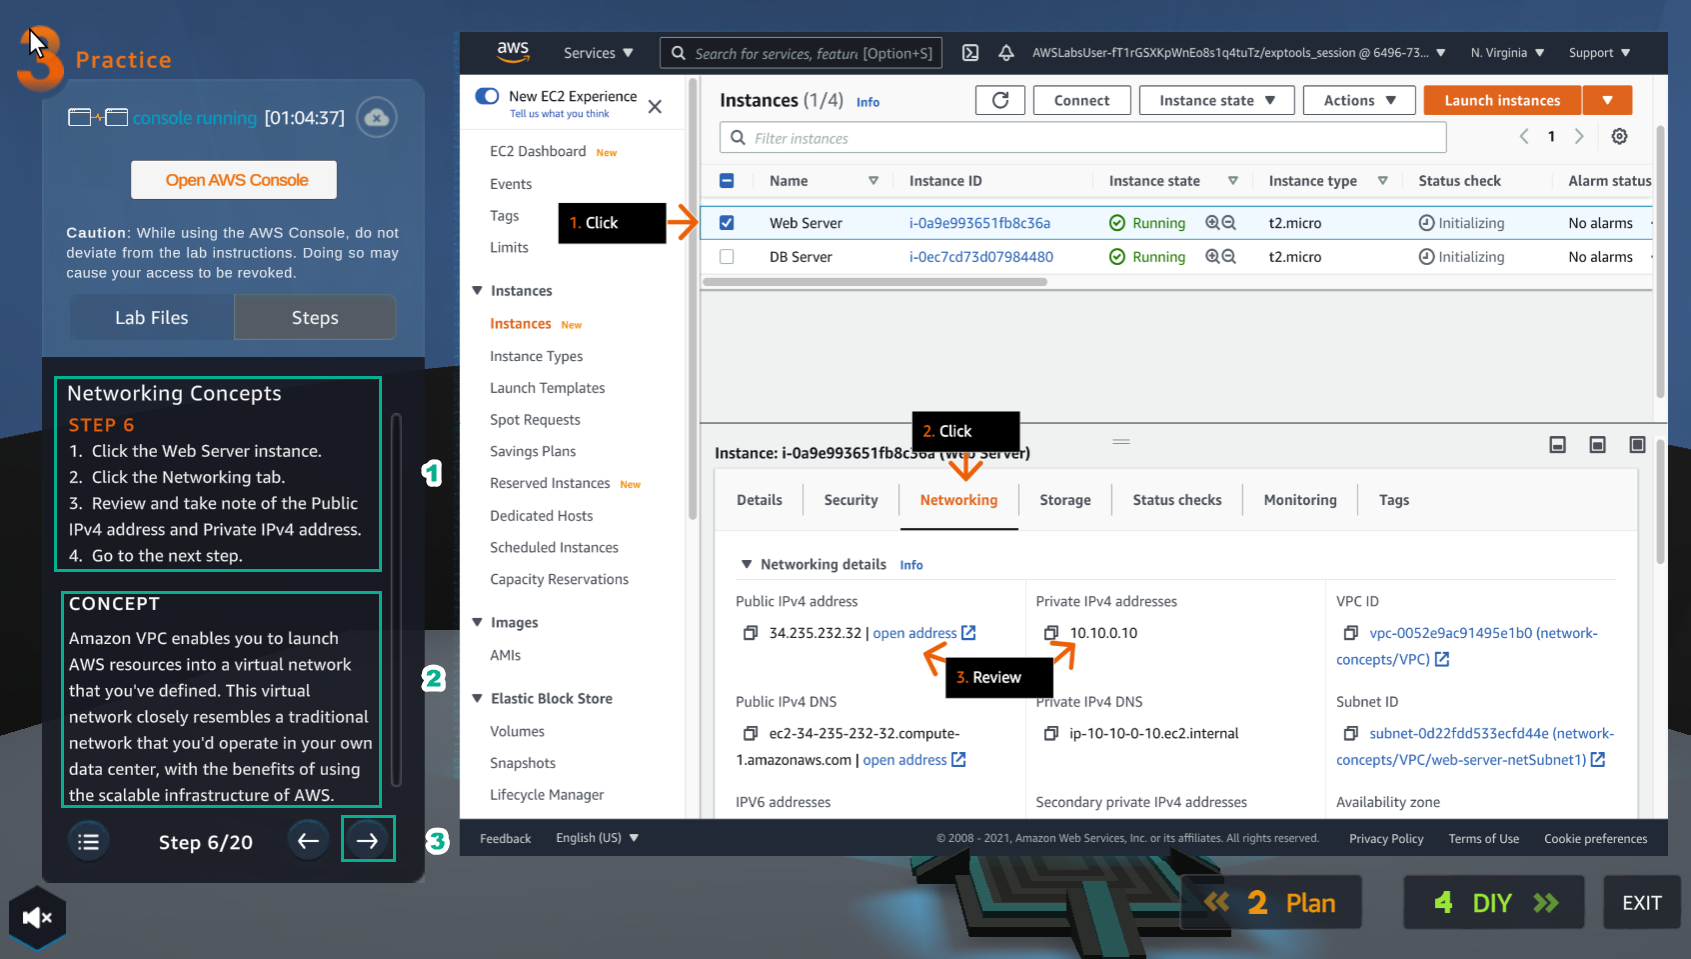 3 Practice
console running [01:04:37]
Open AWS Console
Caution: While using the AWS Console, do not
deviate from the lab instructions. Doing so may
cause your access to be revoked.
Lab Files
Steps
Networking Concepts
STEP 6
1. Click the Web Server instance.
2. Click the Networking tab.
3. Review and take note of the Public
IPv4 address and Private IPv4 address.
4. Go to the next step.
1
CONCEPT
Amazon VPC enables you to launch
AWS resources into a virtual network
that you've defined. This virtual
network closely resembles a traditional
network that you'd operate in your own
data center, with the benefits of using
the scalable infrastructure of AWS.
2
Step 6/20
3
aws
Services
Search for services, featur [Option+S]
AWSLabsUser-fT1rGSXKpWnEo8s1q4tuTz/exptools_session @ 6496-73...
N. Virginia
Support
New EC2 Experience
Tell us what you think
EC2 Dashboard New
Events
Tags
Limits
Instances
Instances New
Instance Types
Launch Templates
Spot Requests
Savings Plans
Reserved Instances New
Dedicated Hosts
Scheduled Instances
Capacity Reservations
Images
AMIs
Elastic Block Store
Volumes
Snapshots
Lifecycle Manager
Instances (1/4) Info
Connect
Instance state
Actions
Launch instances
Filter instances
1
Name
Instance ID
Instance state
Instance type
Status check
Alarm status
1. Click
Web Server
i-0a9e993651fb8c36a
Running
t2.micro
Initializing
No alarms
DB Server
i-0ec7cd73d07984480
Running
t2.micro
Initializing
No alarms
2. Click
Instance: i-0a9e993651fb8c36a (Web Server)
Details
Security
Networking
Storage
Status checks
Monitoring
Tags
Networking details Info
Public IPv4 address
34.235.232.32 | open address
Private IPv4 addresses
10.10.0.10
VPC ID
vpc-0052e9ac91495e1b0 (network-
concepts/VPC)
3. Review
Public IPv4 DNS
ec2-34-235-232-32.compute-
1.amazonaws.com | open address
Private IPv4 DNS
ip-10-10-0-10.ec2.internal
Subnet ID
subnet-0d22fdd533ecfd44e (network-
concepts/VPC/web-server-netSubnet1)
IPV6 addresses
Secondary private IPv4 addresses
Availability zone
Feedback
English (US)
© 2008 - 2021, Amazon Web Services, Inc. or its affiliates. All rights reserved.
Privacy Policy
Terms of Use
Cookie preferences
2 Plan
4 DIY
EXIT